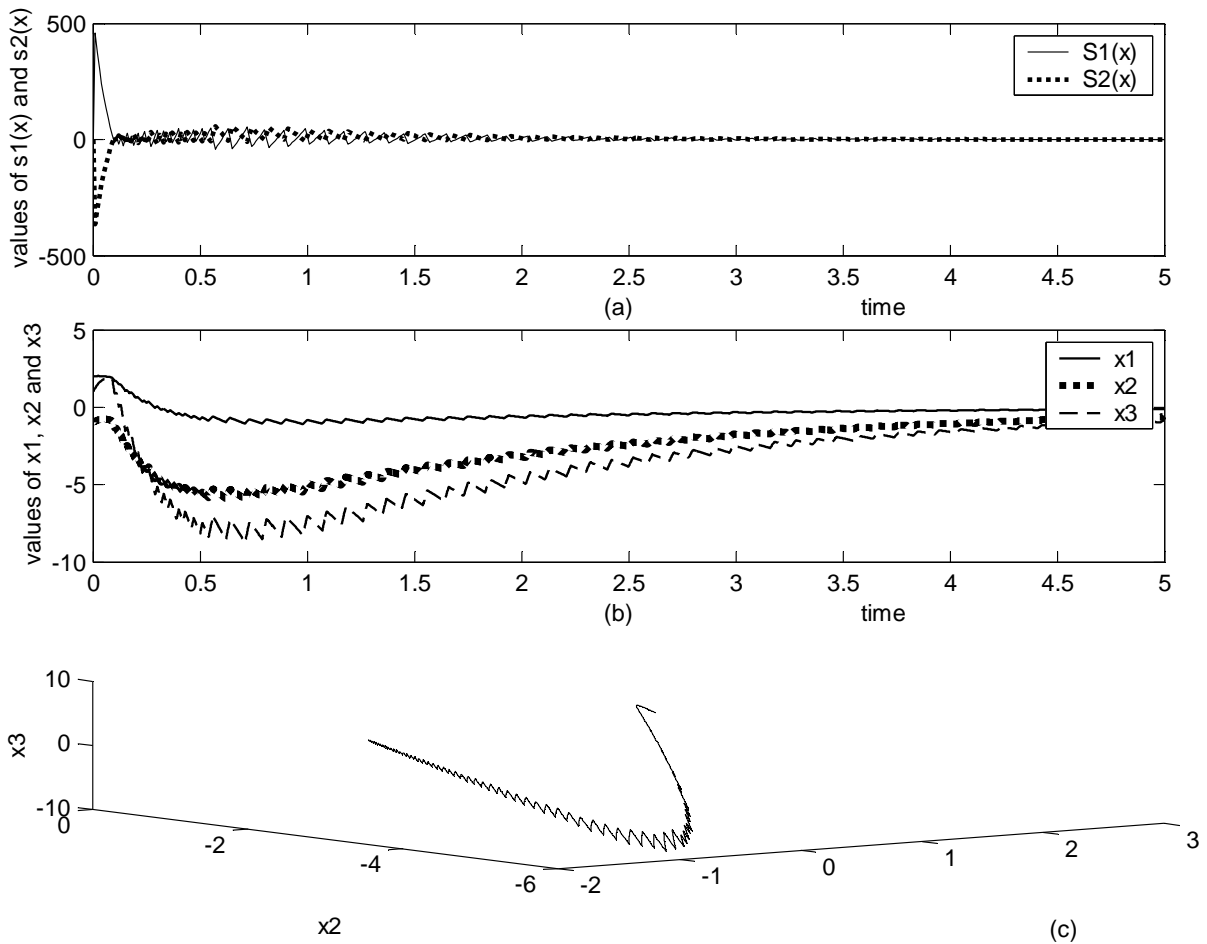 values of s1(x) and s2(x)
500
0
-500
S1(x)
S2(x)
0 0.5 1 1.5 2 2.5 3 3.5 4 4.5 5
(a) time
values of x1, x2 and x3
5
0
-5
-10
x1
x2
x3
0 0.5 1 1.5 2 2.5 3 3.5 4 4.5 5
(b) time
x3
10
0
-10
0
-2
-4
-6
-2
-1
0
1
2
3
x2
(c)